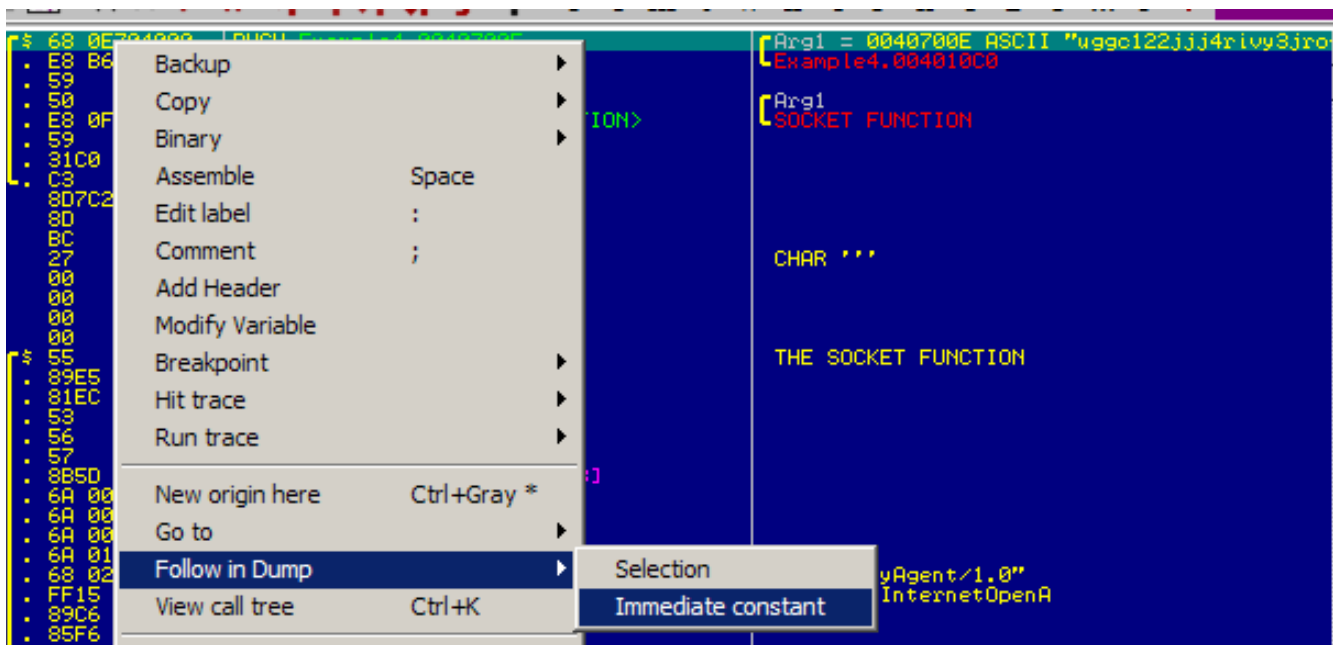 68 0E704000 PUSH Example4.0040700E Arg1 = 0040700E ASCII "uggc122jjj4rivy3jro
E8 B6 Example4.004010C0
59
50 Arg1
E8 0F ION> SOCKET FUNCTION
59
31C0
C3
8D7C2
8D
BC
27 CHAR '''
00
00
00
00
55 THE SOCKET FUNCTION
89E5
81EC
53
56
57
8B5D
6A 00
6A 00
6A 00
6A 01
68 02 yAgent/1.0"
FF15 InternetOpenA
89C6
85F6
Backup
Copy
Binary
Assemble Space
Edit label :
Comment ;
Add Header
Modify Variable
Breakpoint
Hit trace
Run trace
New origin here Ctrl+Gray *
Go to
Follow in Dump
View call tree Ctrl+K
Selection
Immediate constant